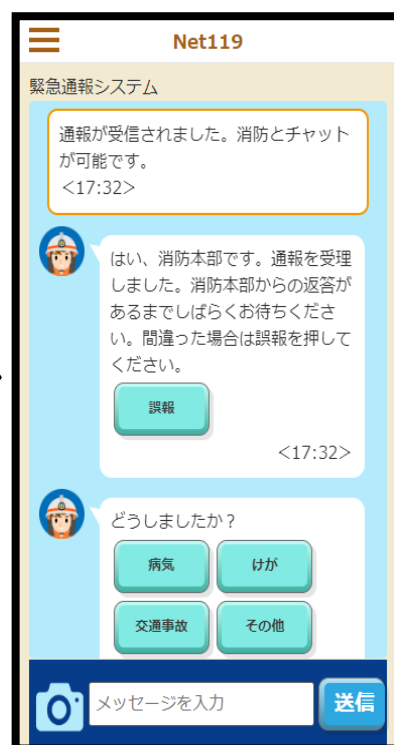 Net119
緊急通報システム
通報が受信されました。消防とチャット
が可能です。
<17:32>
はい、消防本部です。通報を受理
しました。消防本部からの返答が
あるまでしばらくお待ちくださ
い。間違った場合は誤報を押して
ください。
誤報
<17:32>
どうしましたか？
病気 けが
交通事故 その他
メッセージを入力 送信